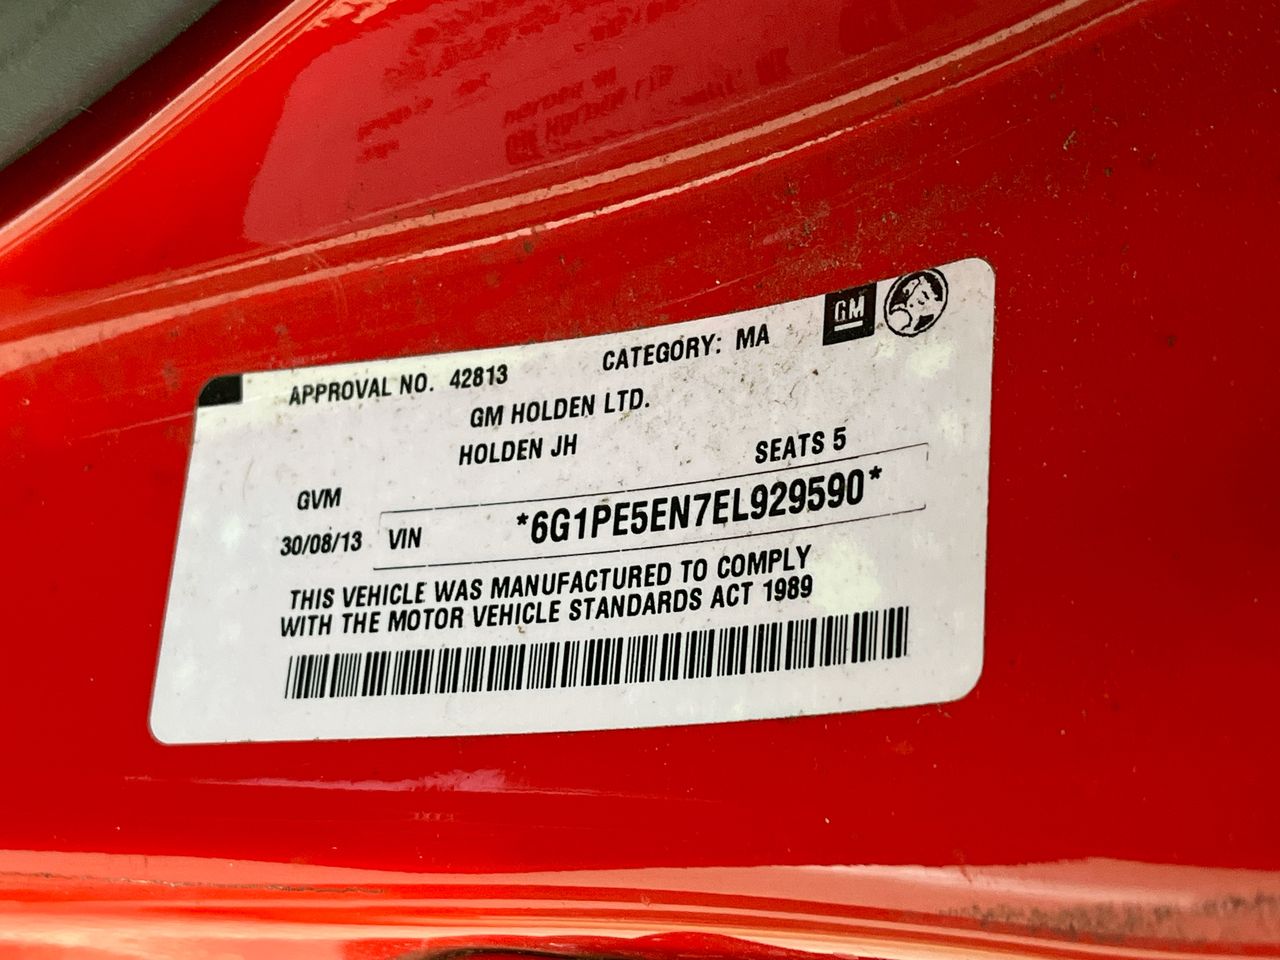 APPROVAL NO. 42813 CATEGORY: MA GM
GM HOLDEN LTD.
HOLDEN JH SEATS 5
GVM
30/08/13 VIN *6G1PE5EN7EL929590*
THIS VEHICLE WAS MANUFACTURED TO COMPLY
WITH THE MOTOR VEHICLE STANDARDS ACT 1989